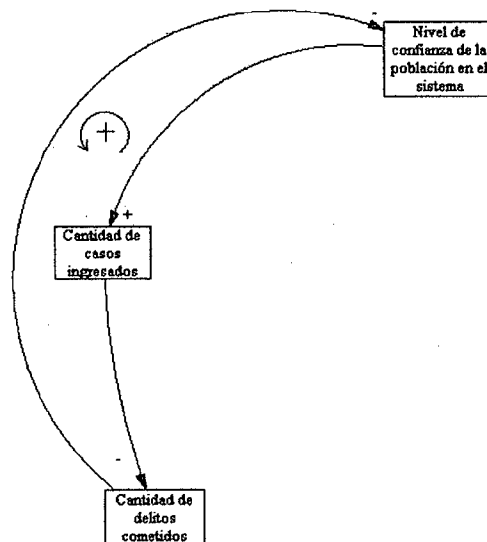 -
Nivel de
confianza de la
población en el
sistema
+
+
Cantidad de
casos
ingresados
-
Cantidad de
delitos
cometidos